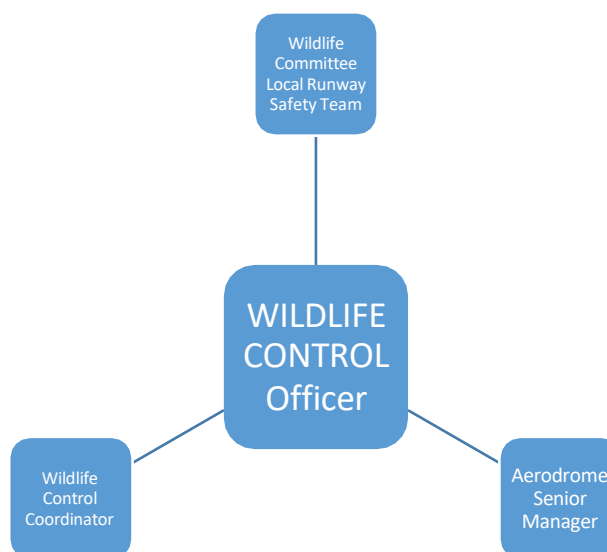 Wildlife
Committee
Local Runway
Safety Team
WILDLIFE
CONTROL
Officer
Wildlife
Control
Coordinator
Aerodrome
Senior
Manager